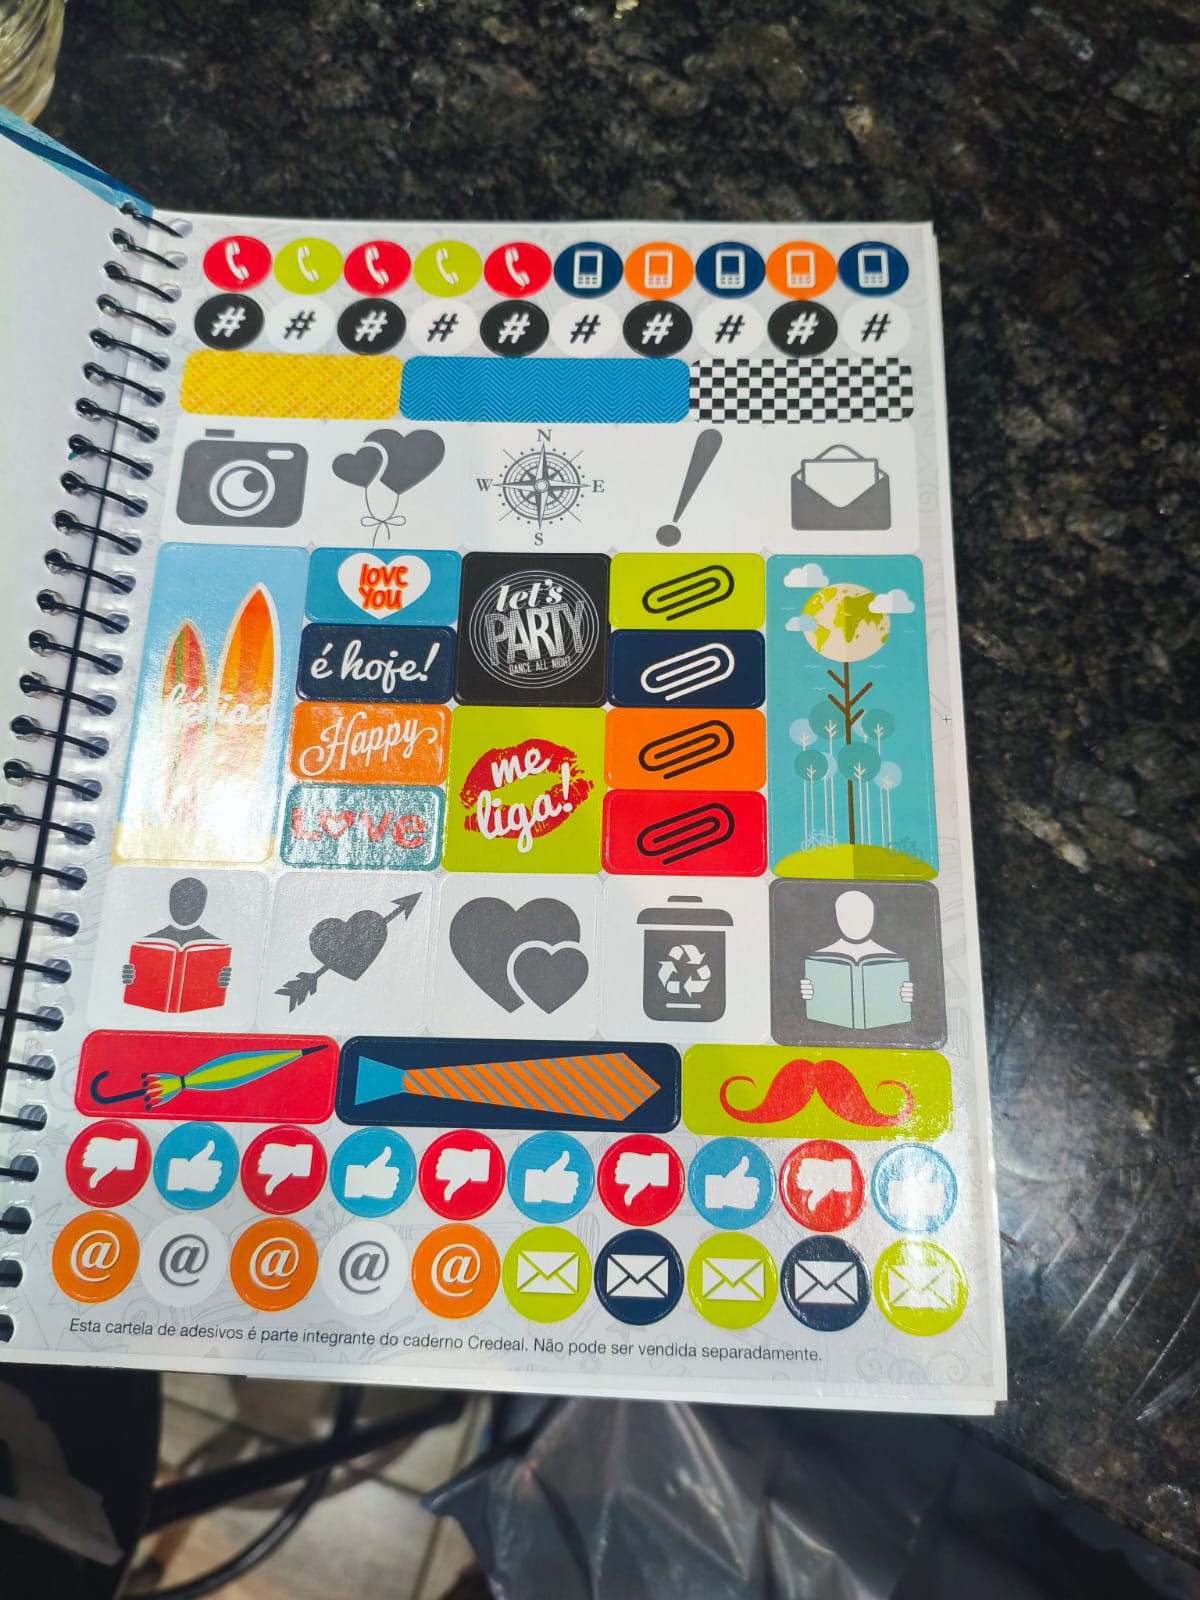 # # # # # # # # # #
N
W E
S
love
you
é hoje!
Happy
Love
férias
let's
PARTY
DANCE ALL NIGHT
me
liga!
@ @ @ @ @
Esta cartela de adesivos é parte integrante do caderno Credeal. Não pode ser vendida separadamente.